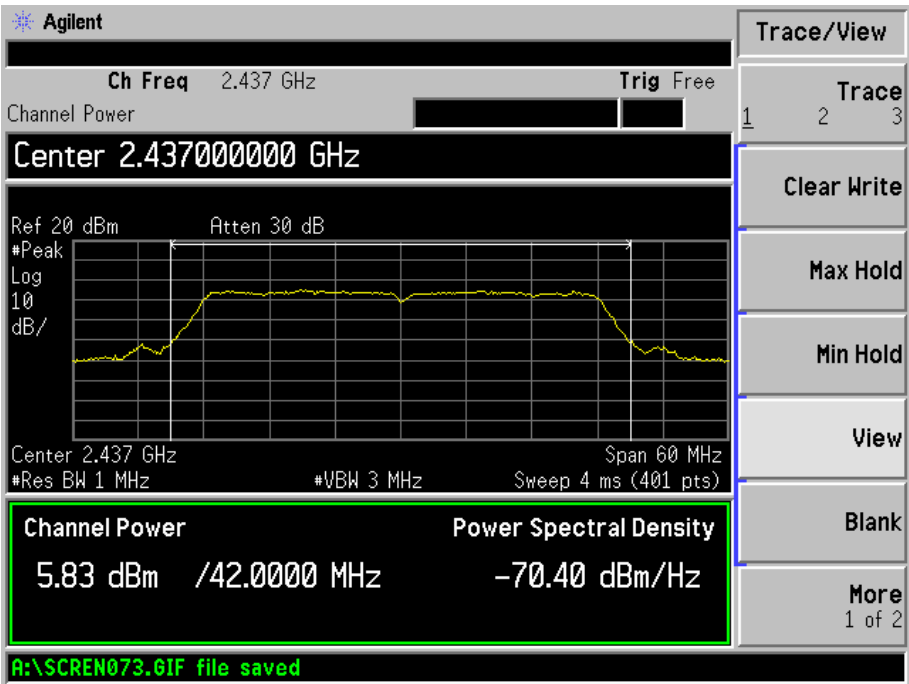 Agilent
Ch Freq 2.437 GHz Trig Free
Channel Power
Center 2.437000000 GHz
Ref 20 dBm Atten 30 dB
#Peak
Log
10
dB/
Center 2.437 GHz Span 60 MHz
#Res BW 1 MHz #VBW 3 MHz Sweep 4 ms (401 pts)
Channel Power Power Spectral Density
5.83 dBm /42.0000 MHz -70.40 dBm/Hz
A:\SCREN073.GIF file saved
Trace/View
Trace
1 2 3
Clear Write
Max Hold
Min Hold
View
Blank
More
1 of 2